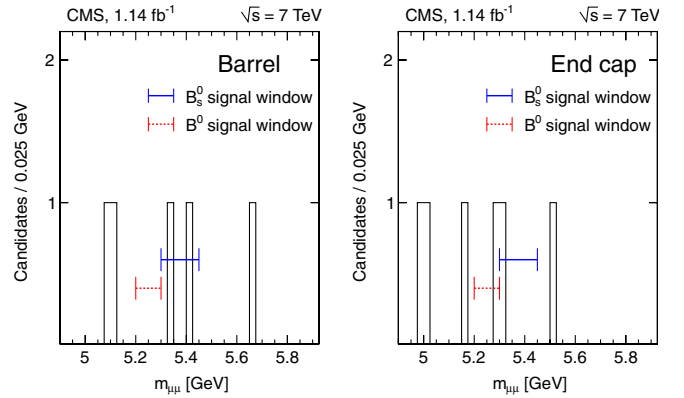 CMS, 1.14 fb⁻¹ √s = 7 TeV
Candidates / 0.025 GeV
2
1
0
Barrel
B⁰ₛ signal window
B⁰ signal window
5 5.2 5.4 5.6 5.8
m_μμ [GeV]
CMS, 1.14 fb⁻¹ √s = 7 TeV
Candidates / 0.025 GeV
2
1
0
End cap
B⁰ₛ signal window
B⁰ signal window
5 5.2 5.4 5.6 5.8
m_μμ [GeV]